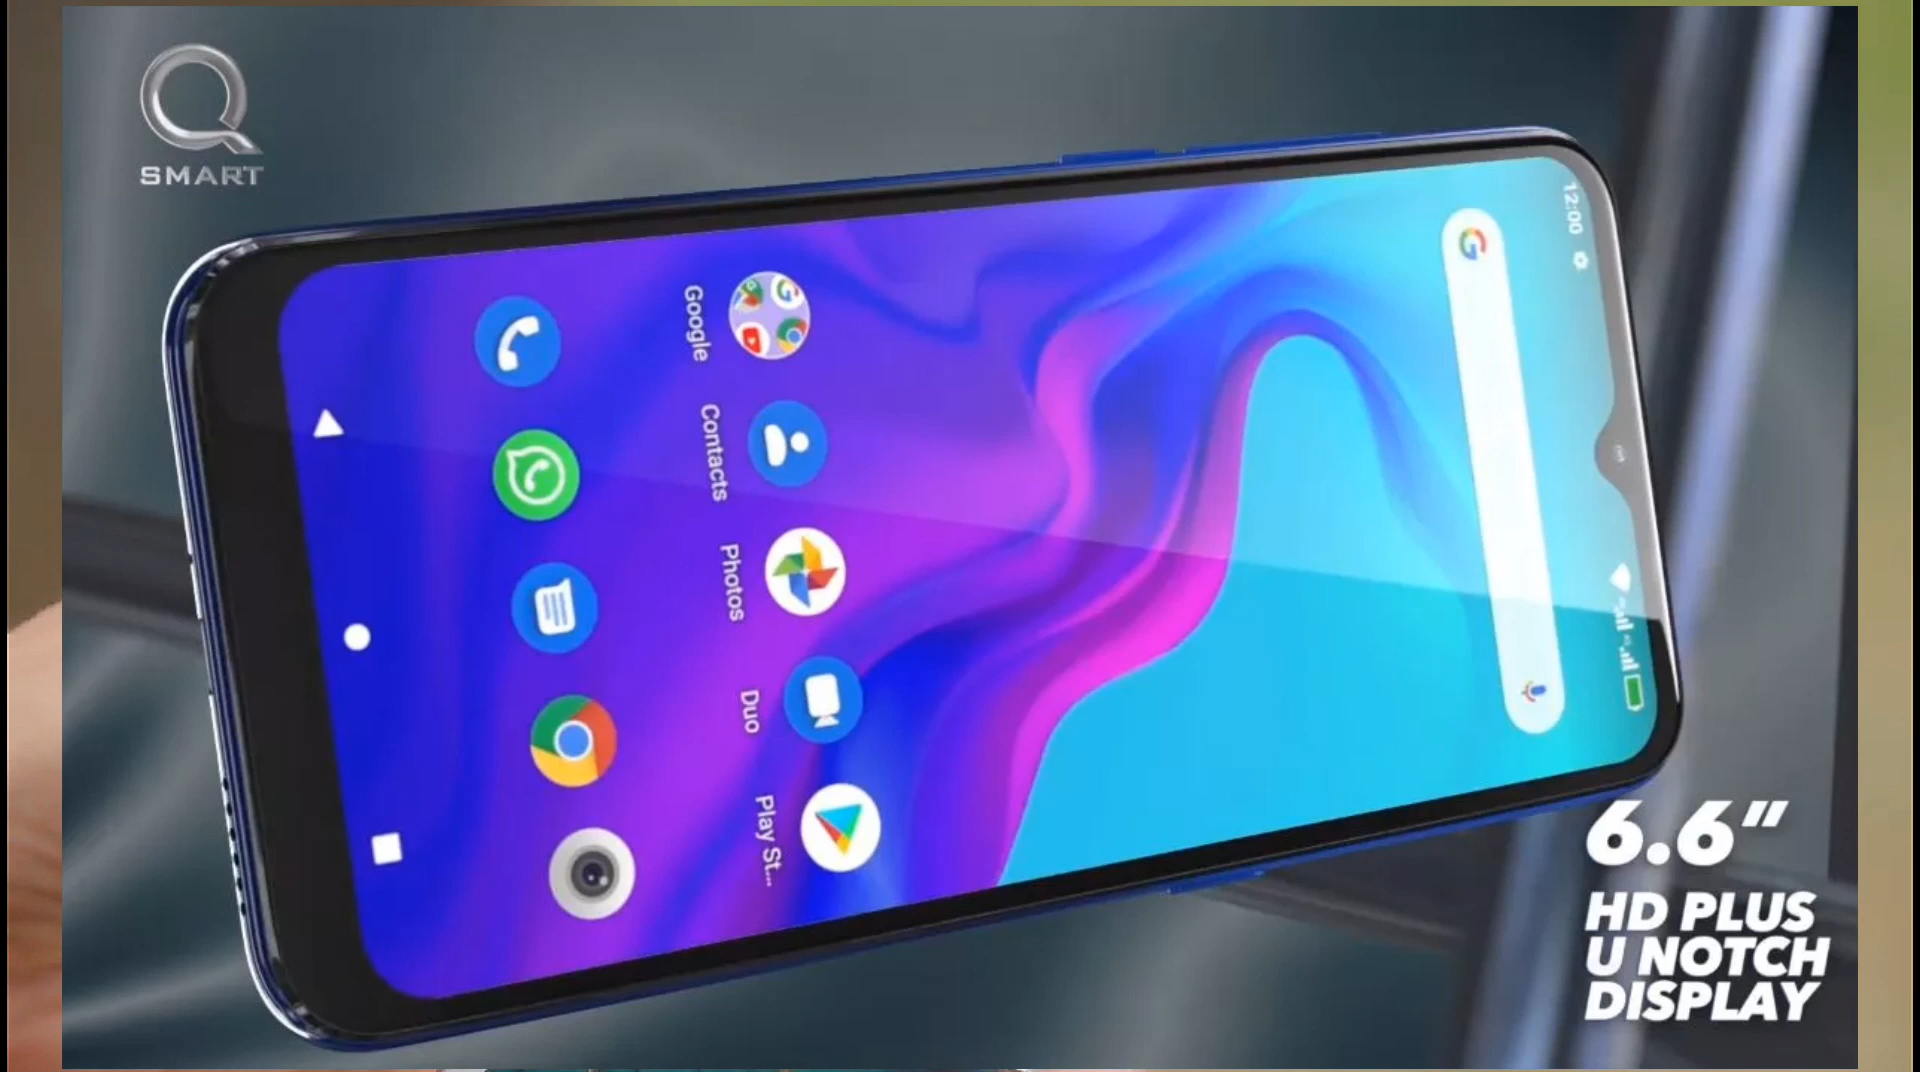 Q
SMART
12:00
Google
Contacts
Photos
Duo
Play St...
6.6"
HD PLUS
U NOTCH
DISPLAY